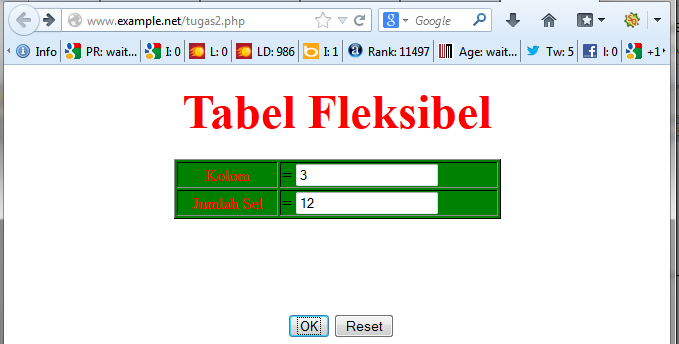 www.example.net/tugas2.php
Google
Info PR: wait... I: 0 L: 0 LD: 986 I: 1 Rank: 11497 Age: wait... Tw: 5 l: 0 +1
Tabel Fleksibel
Kolom = 3
Jumlah Sel = 12
OK Reset